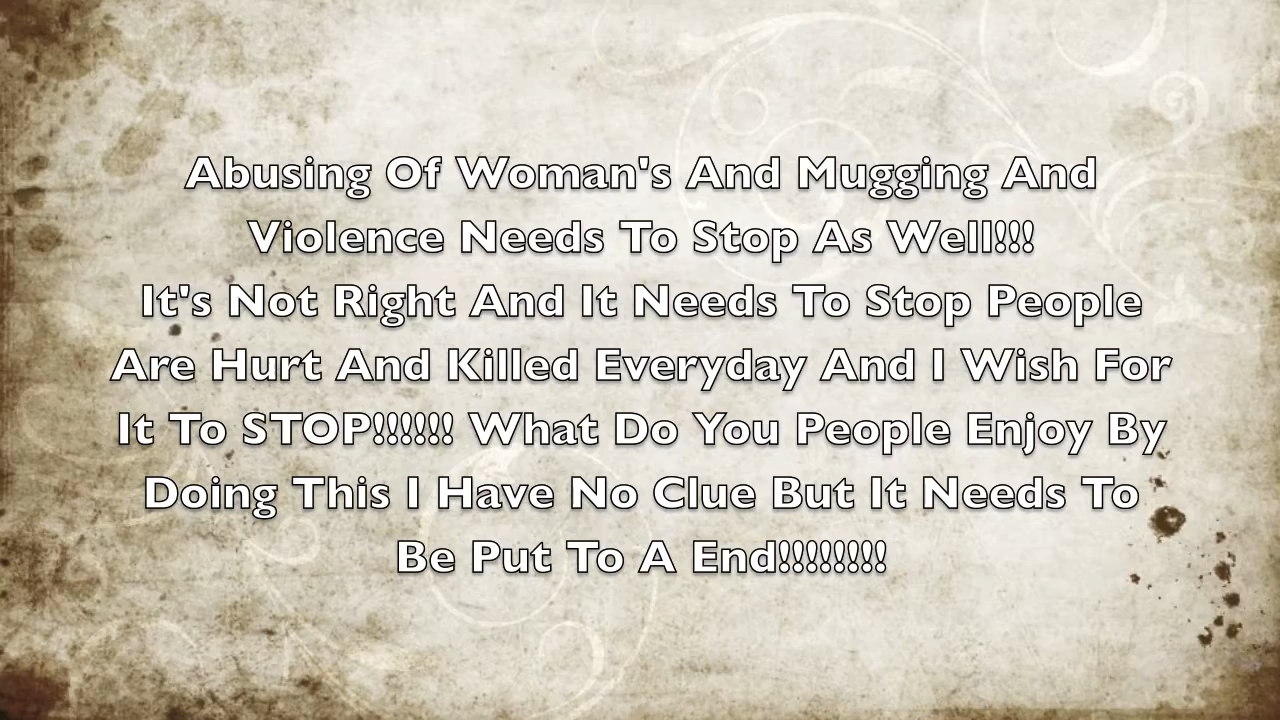 Abusing Of Woman's And Mugging And
Violence Needs To Stop As Well!!!
It's Not Right And It Needs To Stop People
Are Hurt And Killed Everyday And I Wish For
It To STOP!!!!!! What Do You People Enjoy By
Doing This I Have No Clue But It Needs To
Be Put To A End!!!!!!!!